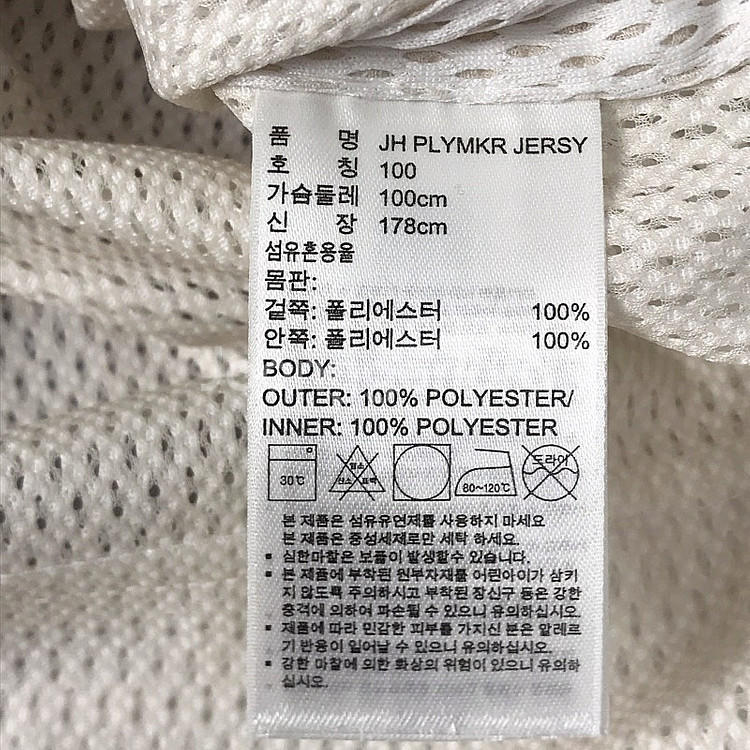 품 명 JH PLYMKR JERSY
호 칭 100
가슴둘레 100cm
신 장 178cm
섬유혼용율
몸판:
겉쪽: 폴리에스터 100%
안쪽: 폴리에스터 100%
BODY:
OUTER: 100% POLYESTER/
INNER: 100% POLYESTER
30℃ 염소 산소 표백 80~120℃ 드라이
본 제품은 섬유유연제를 사용하지 마세요
본 제품은 중성세제로만 세탁 하세요.
▪ 심한마찰은 보풀이 발생할수 있습니다.
▪ 본 제품에 부착된 원부자재를 어린아이가 삼키
지 않도록 주의하시고 부착된 장신구 등은 강한
충격에 의하여 파손될 수 있으니 유의하십시오.
▪ 제품에 따라 민감한 피부를 가지신 분은 알레르
기 반응이 일어날 수 있으니 유의하십시오.
▪ 강한 마찰에 의한 화상의 위험이 있으니 유의하
십시오.